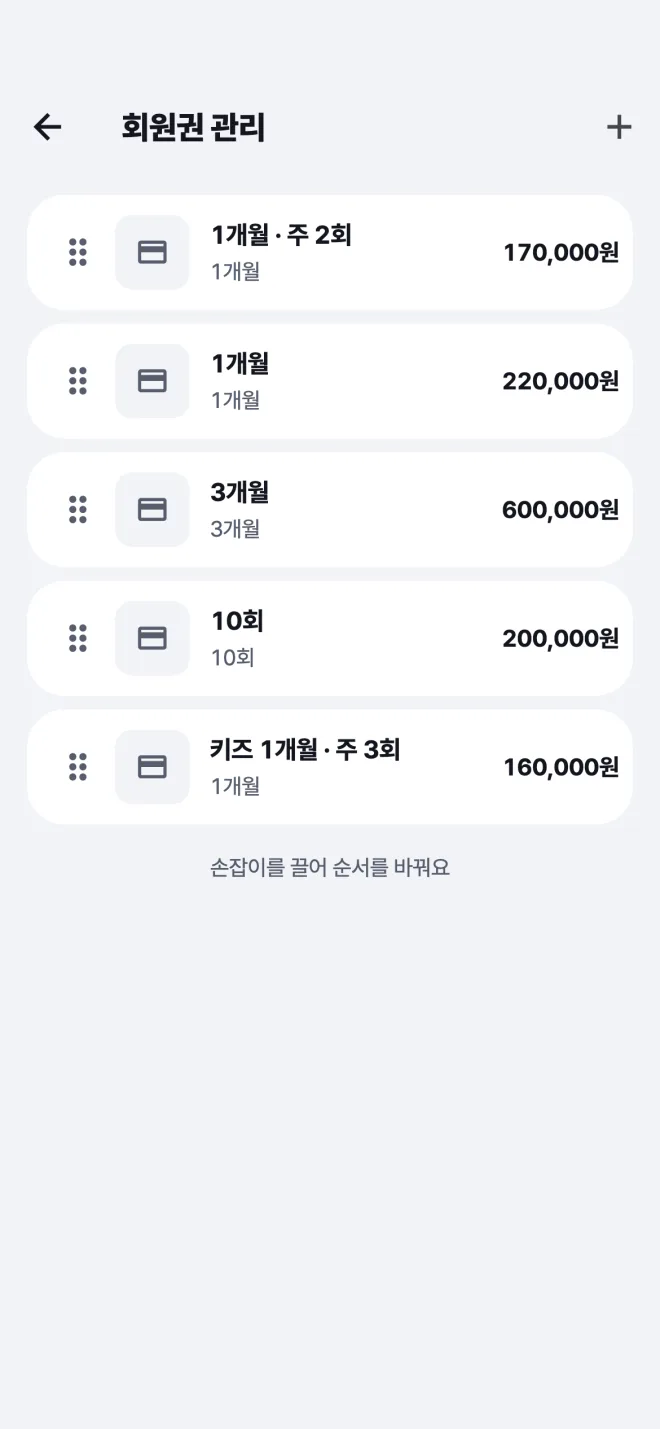 회원권 관리
1개월 · 주 2회
1개월
170,000원
1개월
1개월
220,000원
3개월
3개월
600,000원
10회
10회
200,000원
키즈 1개월 · 주 3회
1개월
160,000원
손잡이를 끌어 순서를 바꿔요